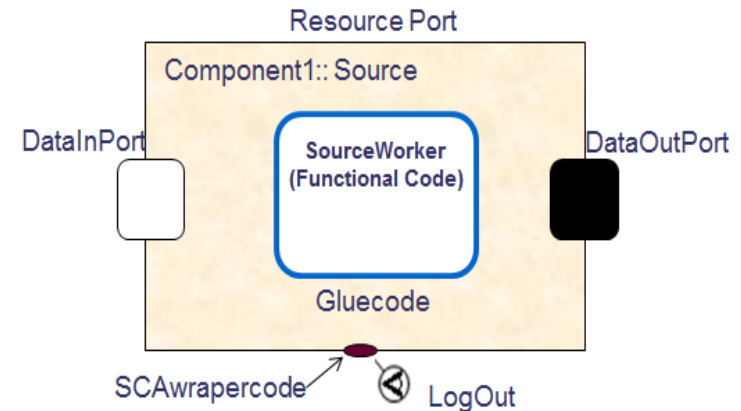 Resource Port
Component1:: Source
DataInPort
DataOutPort
SourceWorker
(Functional Code)
Gluecode
SCAwrapercode
LogOut